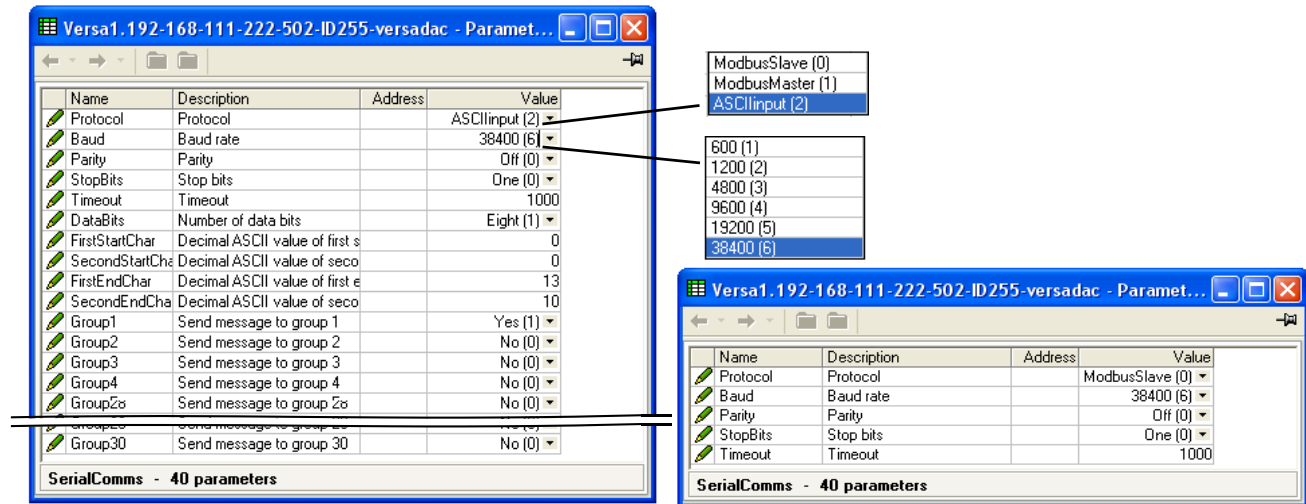 Versa1.192-168-111-222-502-ID255-versadac - Paramet...
Name Description Address Value
Protocol Protocol ASCIIinput (2)
Baud Baud rate 38400 (6)
Parity Parity Off (0)
StopBits Stop bits One (0)
Timeout Timeout 1000
DataBits Number of data bits Eight (1)
FirstStartChar Decimal ASCII value of first s 0
SecondStartCha Decimal ASCII value of seco 0
FirstEndChar Decimal ASCII value of first e 13
SecondEndCha Decimal ASCII value of seco 10
Group1 Send message to group 1 Yes (1)
Group2 Send message to group 2 No (0)
Group3 Send message to group 3 No (0)
Group4 Send message to group 4 No (0)
Send message to group No (0)
Group30 Send message to group 30 No (0)
SerialComms - 40 parameters
ModbusSlave (0)
ModbusMaster (1)
ASCIIinput (2)
600 (1)
1200 (2)
4800 (3)
9600 (4)
19200 (5)
38400 (6)
Versa1.192-168-111-222-502-ID255-versadac - Paramet...
Name Description Address Value
Protocol Protocol ModbusSlave (0)
Baud Baud rate 38400 (6)
Parity Parity Off (0)
StopBits Stop bits One (0)
Timeout Timeout 1000
SerialComms - 40 parameters